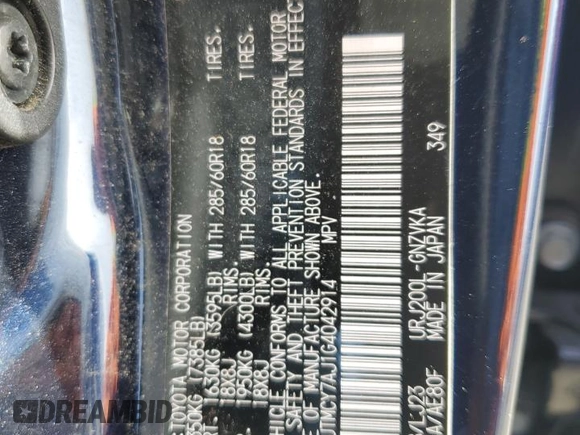 TOYOTA MOTOR CORPORATION
350KG (7385LB)
1630KG (3595LB) WITH 285/60R18 TIRES.
18X8J RIMS.
1950KG (4300LB) WITH 285/60R18 TIRES.
18X8J RIMS.
VEHICLE CONFORMS TO ALL APPLICABLE FEDERAL MOTOR
SAFETY AND THEFT PREVENTION STANDARDS IN EFFECT
OF MANUFACTURE SHOWN ABOVE.
JTMCY7AJ1G4042914 MPV
URJ200L-GNZVKA 349
AE80F MADE IN JAPAN
DREAMBID